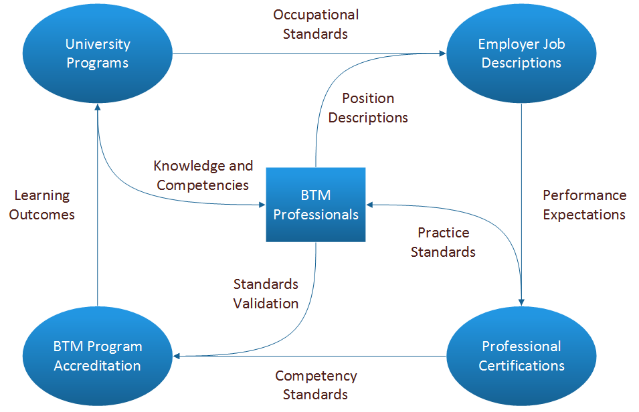 Occupational
Standards
University
Programs
Employer Job
Descriptions
Position
Descriptions
Knowledge and
Competencies
BTM
Professionals
Learning
Outcomes
Performance
Expectations
Practice
Standards
Standards
Validation
BTM Program
Accreditation
Professional
Certifications
Competency
Standards